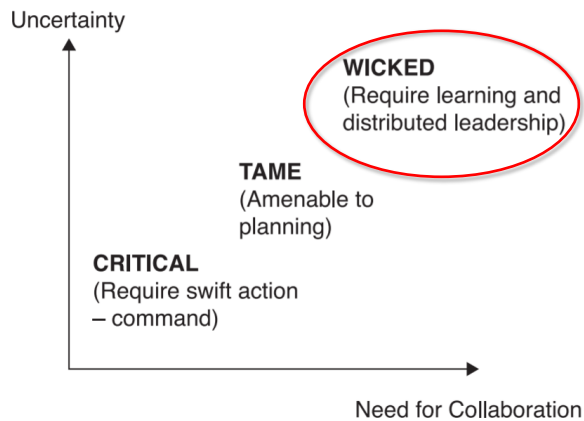 Uncertainty
WICKED
(Require learning and
distributed leadership)
TAME
(Amenable to
planning)
CRITICAL
(Require swift action
– command)
Need for Collaboration